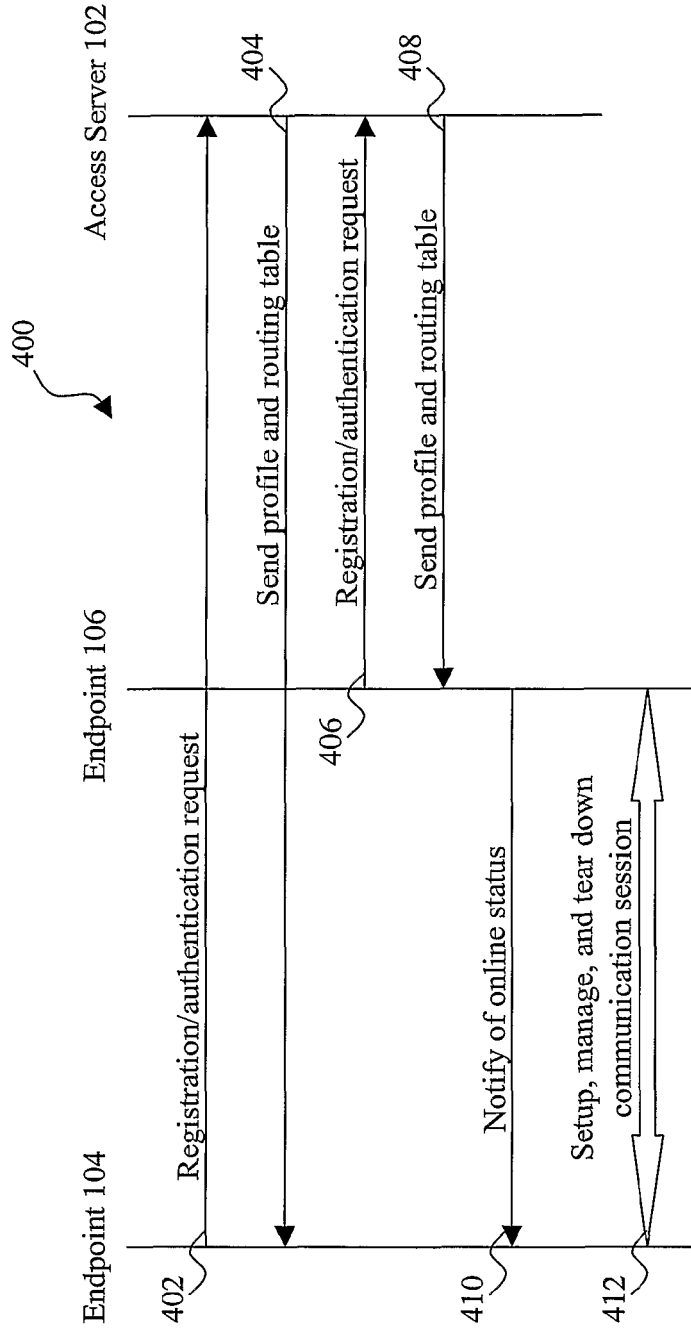 400
Endpoint 104
Endpoint 106
Access Server 102
402
Registration/authentication request
404
Send profile and routing table
406
Registration/authentication request
408
Send profile and routing table
410
Notify of online status
412
Setup, manage, and tear down
communication session